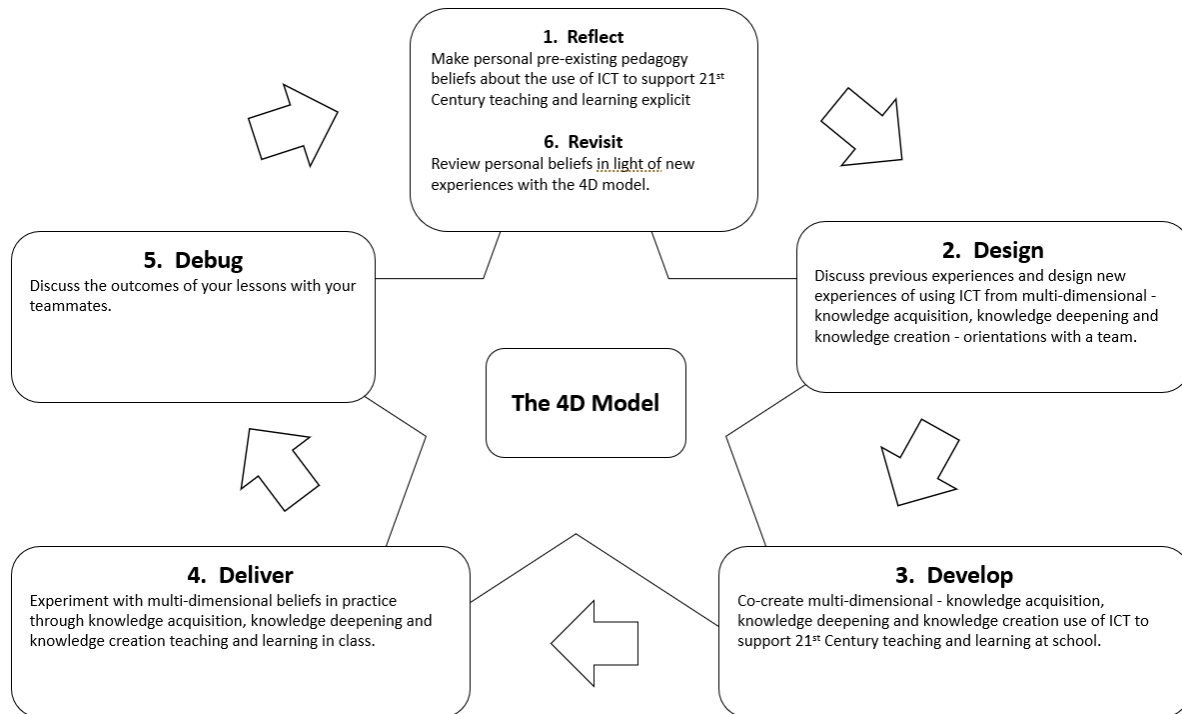 1. Reflect
Make personal pre-existing pedagogy
beliefs about the use of ICT to support 21st
Century teaching and learning explicit
6. Revisit
Review personal beliefs in light of new
experiences with the 4D model.
2. Design
Discuss previous experiences and design new
experiences of using ICT from multi-dimensional -
knowledge acquisition, knowledge deepening and
knowledge creation - orientations with a team.
3. Develop
Co-create multi-dimensional - knowledge acquisition,
knowledge deepening and knowledge creation use of ICT to
support 21st Century teaching and learning at school.
4. Deliver
Experiment with multi-dimensional beliefs in practice
through knowledge acquisition, knowledge deepening and
knowledge creation teaching and learning in class.
5. Debug
Discuss the outcomes of your lessons with your
teammates.
The 4D Model